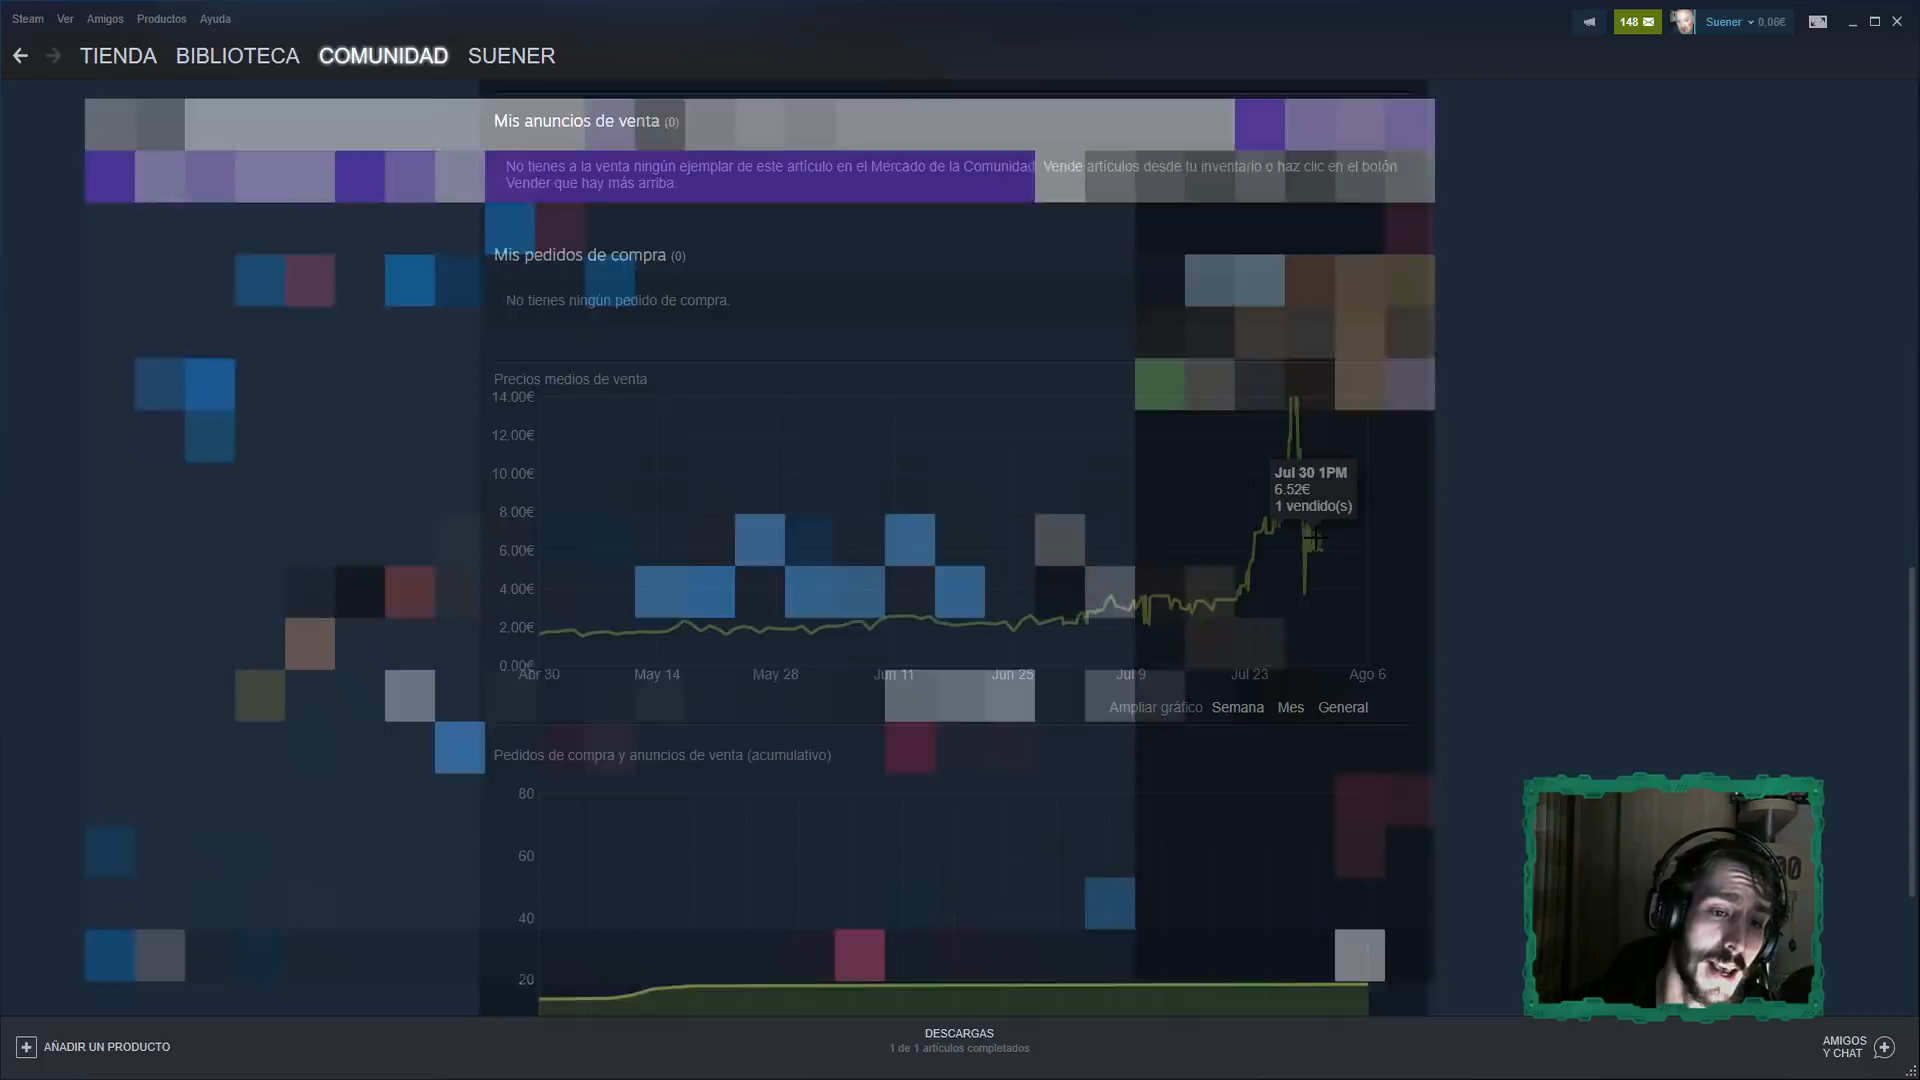 Steam Ver Amigos Productos Ayuda
148
Suener 0,06€
TIENDA BIBLIOTECA COMUNIDAD SUENER
Mis anuncios de venta (0)
No tienes a la venta ningún ejemplar de este artículo en el Mercado de la Comunidad Vende artículos desde tu inventario o haz clic en el botón
Vender que hay más arriba.
Mis pedidos de compra (0)
No tienes ningún pedido de compra.
Precios medios de venta
14.00€
12.00€
10.00€
8.00€
6.00€
4.00€
2.00€
0.00€
Jul 30 1PM
6.52€
1 vendido(s)
Abr 30 May 14 May 28 Jun 11 Jun 25 Jul 9 Jul 23 Ago 6
Ampliar gráfico Semana Mes General
Pedidos de compra y anuncios de venta (acumulativo)
80
60
40
20
AÑADIR UN PRODUCTO
DESCARGAS
1 de 1 artículos completados
AMIGOS
Y CHAT